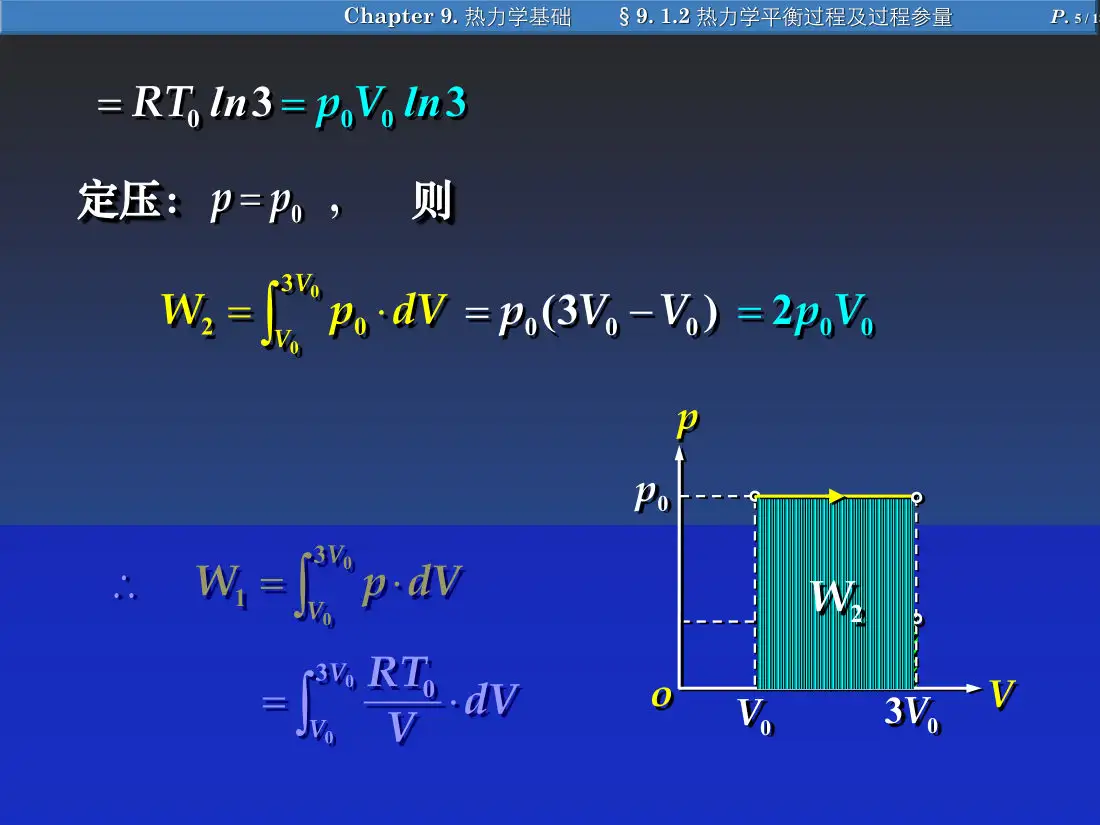 Chapter 9. 热力学基础 §9. 1.2 热力学平衡过程及过程参量 P. 5 / 1
= RT₀ ln3 = p₀V₀ ln3
定压： p = p₀ ， 则
W₂ = ∫_{V₀}^{3V₀} p₀ · dV = p₀(3V₀ − V₀) = 2p₀V₀
∴ W₁ = ∫_{V₀}^{3V₀} p · dV
= ∫_{V₀}^{3V₀} \frac{RT₀}{V} · dV
p
p₀
W₂
o
V₀
3V₀
V